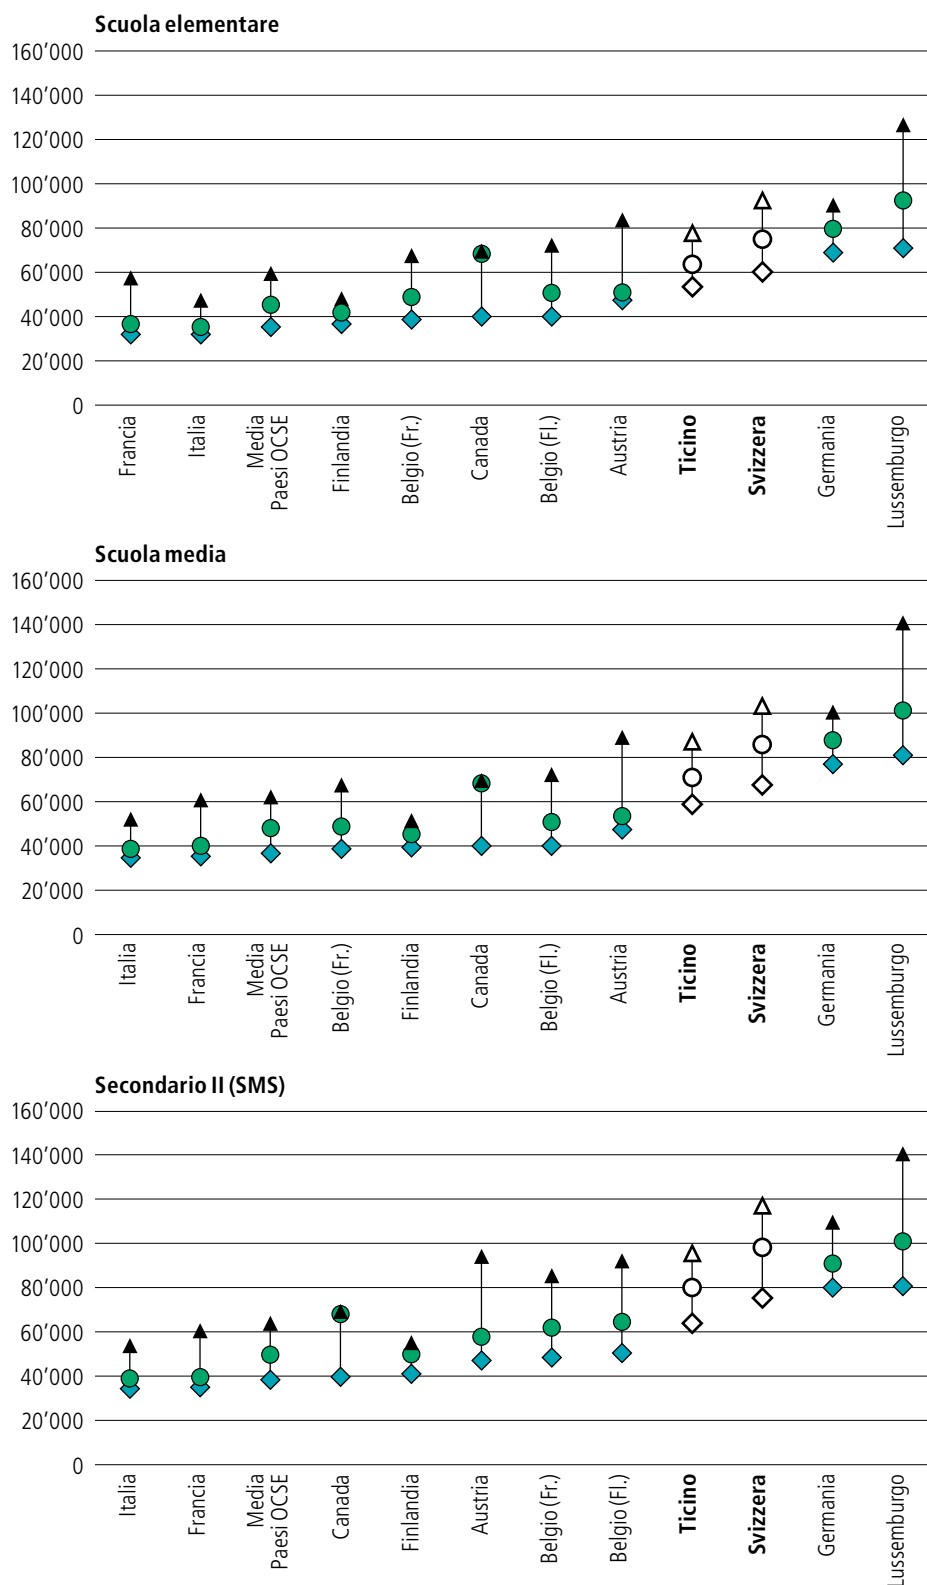 Scuola elementare
160’000
140’000
120’000
100’000
80’000
60’000
40’000
20’000
0
Francia
Italia
Media
Paesi OCSE
Finlandia
Belgio (Fr.)
Canada
Belgio (Fl.)
Austria
Ticino
Svizzera
Germania
Lussemburgo
Scuola media
160’000
140’000
120’000
100’000
80’000
60’000
40’000
20’000
0
Italia
Francia
Media
Paesi OCSE
Belgio (Fr.)
Finlandia
Canada
Belgio (Fl.)
Austria
Ticino
Svizzera
Germania
Lussemburgo
Secondario II (SMS)
160’000
140’000
120’000
100’000
80’000
60’000
40’000
20’000
0
Italia
Francia
Media
Paesi OCSE
Canada
Finlandia
Austria
Belgio (Fr.)
Belgio (Fl.)
Ticino
Svizzera
Germania
Lussemburgo